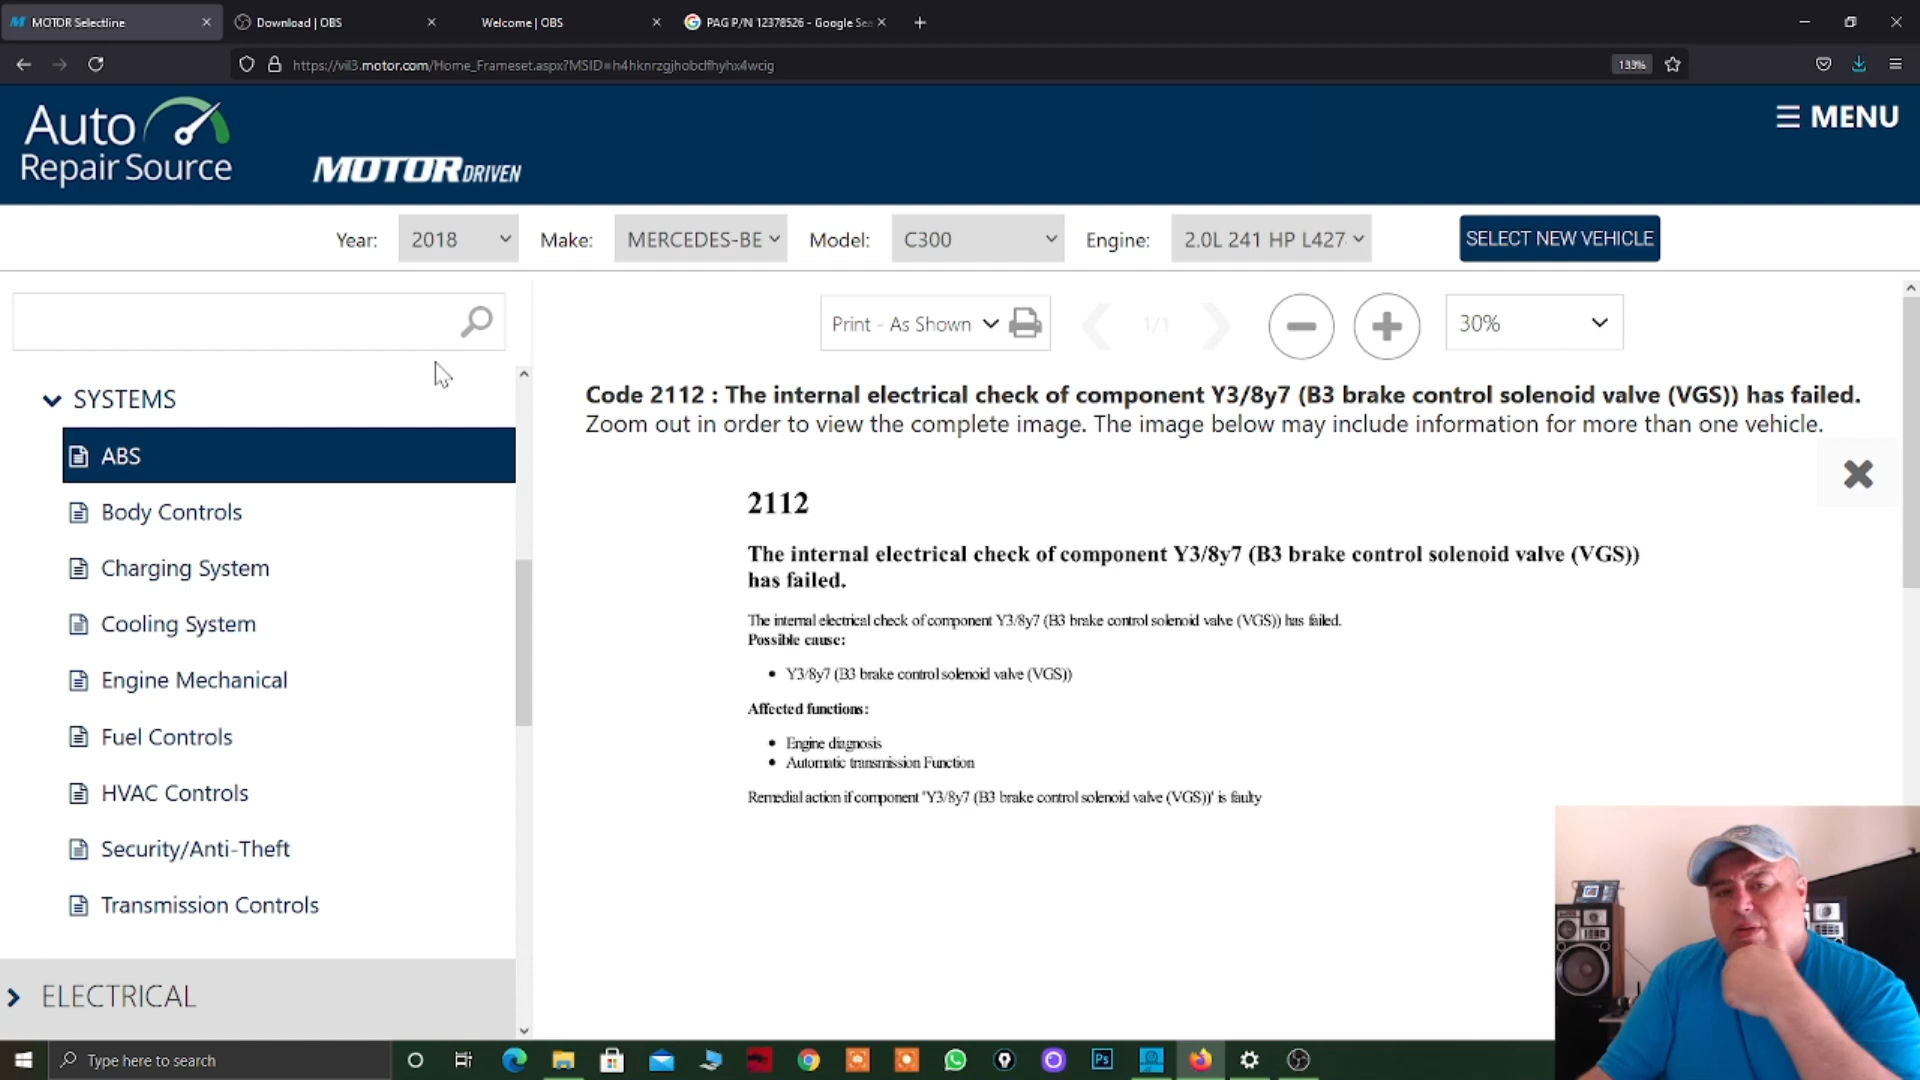 MOTOR Selectline
Download | OBS
Welcome | OBS
PAG P/N 12378526 - Google Sea
https://vil3.motor.com/Home_Frameset.aspx?MSID=h4hknrzgjhobclfhyhx4wcig
133%
Auto
Repair Source
MOTOR DRIVEN
MENU
Year: 2018 Make: MERCEDES-BE Model: C300 Engine: 2.0L 241 HP L427
SELECT NEW VEHICLE
Print - As Shown
1/1
30%
SYSTEMS
ABS
Body Controls
Charging System
Cooling System
Engine Mechanical
Fuel Controls
HVAC Controls
Security/Anti-Theft
Transmission Controls
ELECTRICAL
Code 2112 : The internal electrical check of component Y3/8y7 (B3 brake control solenoid valve (VGS)) has failed.
Zoom out in order to view the complete image. The image below may include information for more than one vehicle.
2112
The internal electrical check of component Y3/8y7 (B3 brake control solenoid valve (VGS))
has failed.
The internal electrical check of component Y3/8y7 (B3 brake control solenoid valve (VGS)) has failed.
Possible cause:
• Y3/8y7 (B3 brake control solenoid valve (VGS))
Affected functions:
• Engine diagnosis
• Automatic transmission Function
Remedial action if component 'Y3/8y7 (B3 brake control solenoid valve (VGS))' is faulty
Type here to search
Ps